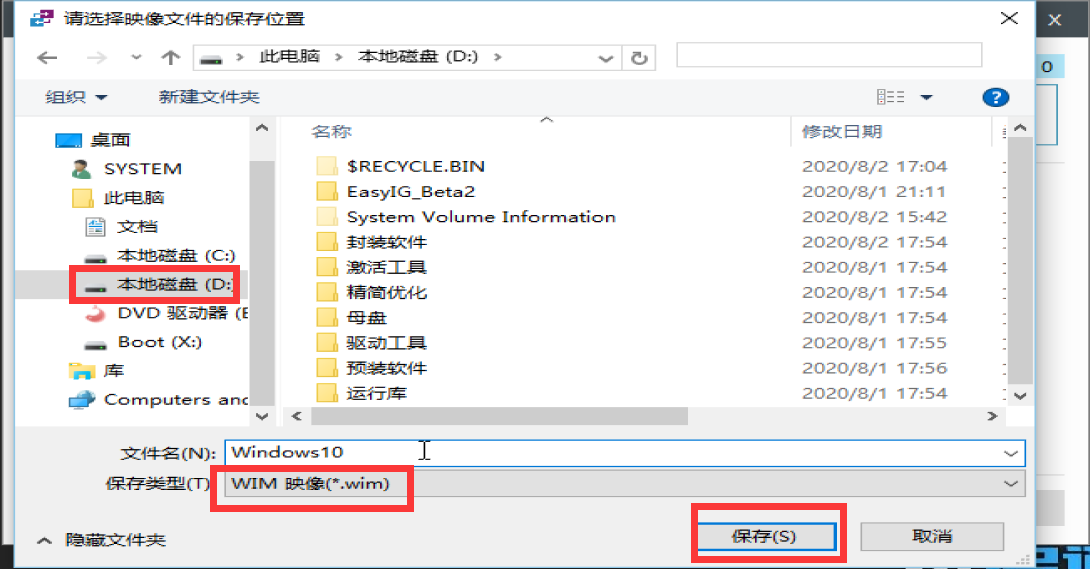 请选择映像文件的保存位置
此电脑 > 本地磁盘 (D:) >
组织 新建文件夹
名称 修改日期
桌面
SYSTEM
此电脑
文档
本地磁盘 (C:)
本地磁盘 (D:)
DVD 驱动器 (E
Boot (X:)
库
Computers and
$RECYCLE.BIN 2020/8/2 17:04
EasyIG_Beta2 2020/8/1 21:11
System Volume Information 2020/8/2 15:42
封装软件 2020/8/2 17:54
激活工具 2020/8/1 17:54
精简优化 2020/8/1 17:54
母盘 2020/8/1 17:54
驱动工具 2020/8/1 17:55
预装软件 2020/8/1 17:56
运行库 2020/8/1 17:54
文件名(N): Windows10
保存类型(T) WIM 映像(*.wim)
隐藏文件夹 保存(S) 取消